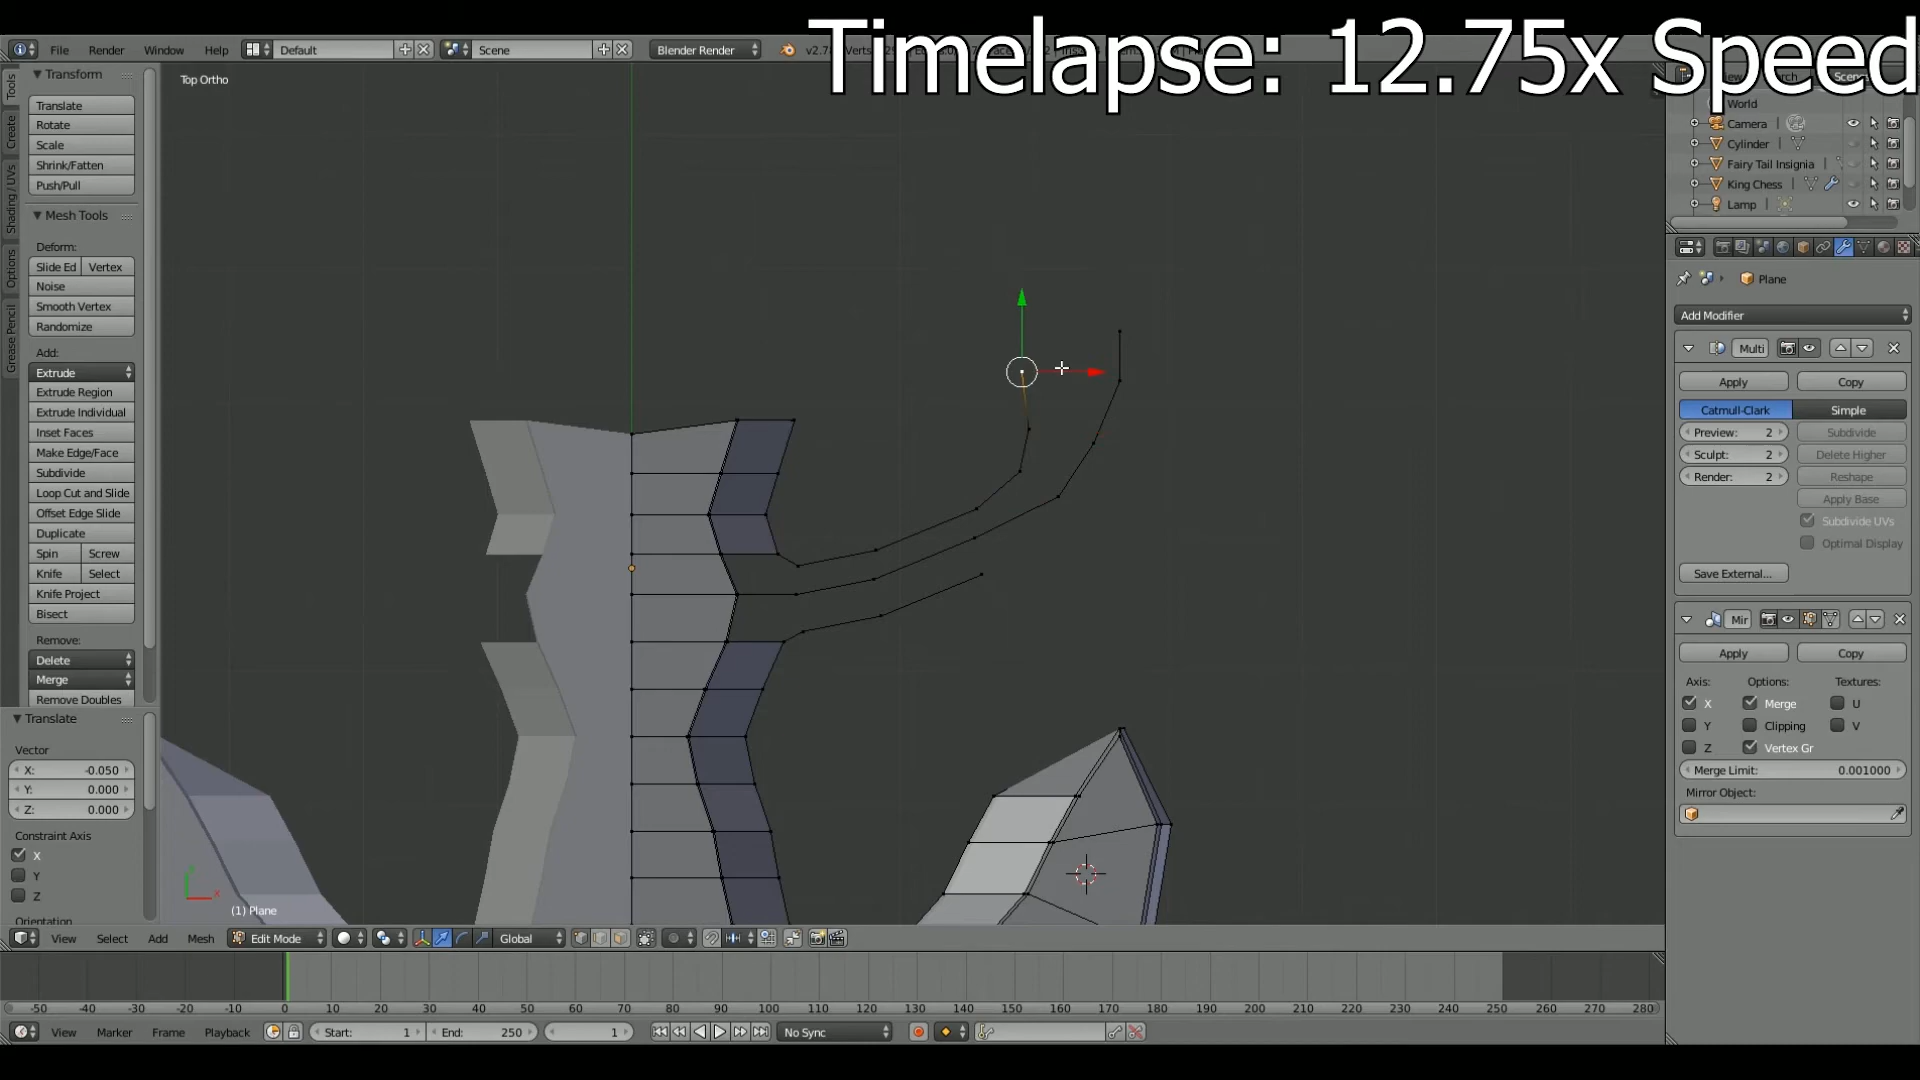 Timelapse: 12.75x Speed
File Render Window Help Default Scene Blender Render v2.7
Scene
Top Ortho
Tools
Create
Shading / UVs
Options
Grease Pencil
Transform
Translate
Rotate
Scale
Shrink/Fatten
Push/Pull
Mesh Tools
Deform:
Slide Ed Vertex
Noise
Smooth Vertex
Randomize
Add:
Extrude
Extrude Region
Extrude Individual
Inset Faces
Make Edge/Face
Subdivide
Loop Cut and Slide
Offset Edge Slide
Duplicate
Spin Screw
Knife Select
Knife Project
Bisect
Remove:
Delete
Merge
Remove Doubles
Translate
Vector
X: -0.050
Y: 0.000
Z: 0.000
Constraint Axis
X
Y
Z
Orientation
(1) Plane
World
Camera
Cylinder
Fairy Tail Insignia
King Chess
Lamp
Plane
Add Modifier
Multi
Apply Copy
Catmull-Clark Simple
Preview: 2 Subdivide
Sculpt: 2 Delete Higher
Render: 2 Reshape
Apply Base
Subdivide UVs
Optimal Display
Save External...
Mir
Apply Copy
Axis: Options: Textures:
X Merge U
Y Clipping V
Z Vertex Gr
Merge Limit: 0.001000
Mirror Object:
View Select Add Mesh Edit Mode Global
-50 -40 -30 -20 -10 0 10 20 30 40 50 60 70 80 90 100 110 120 130 140 150 160 170 180 190 200 210 220 230 240 250 260 270 280
View Marker Frame Playback Start: 1 End: 250 1 No Sync